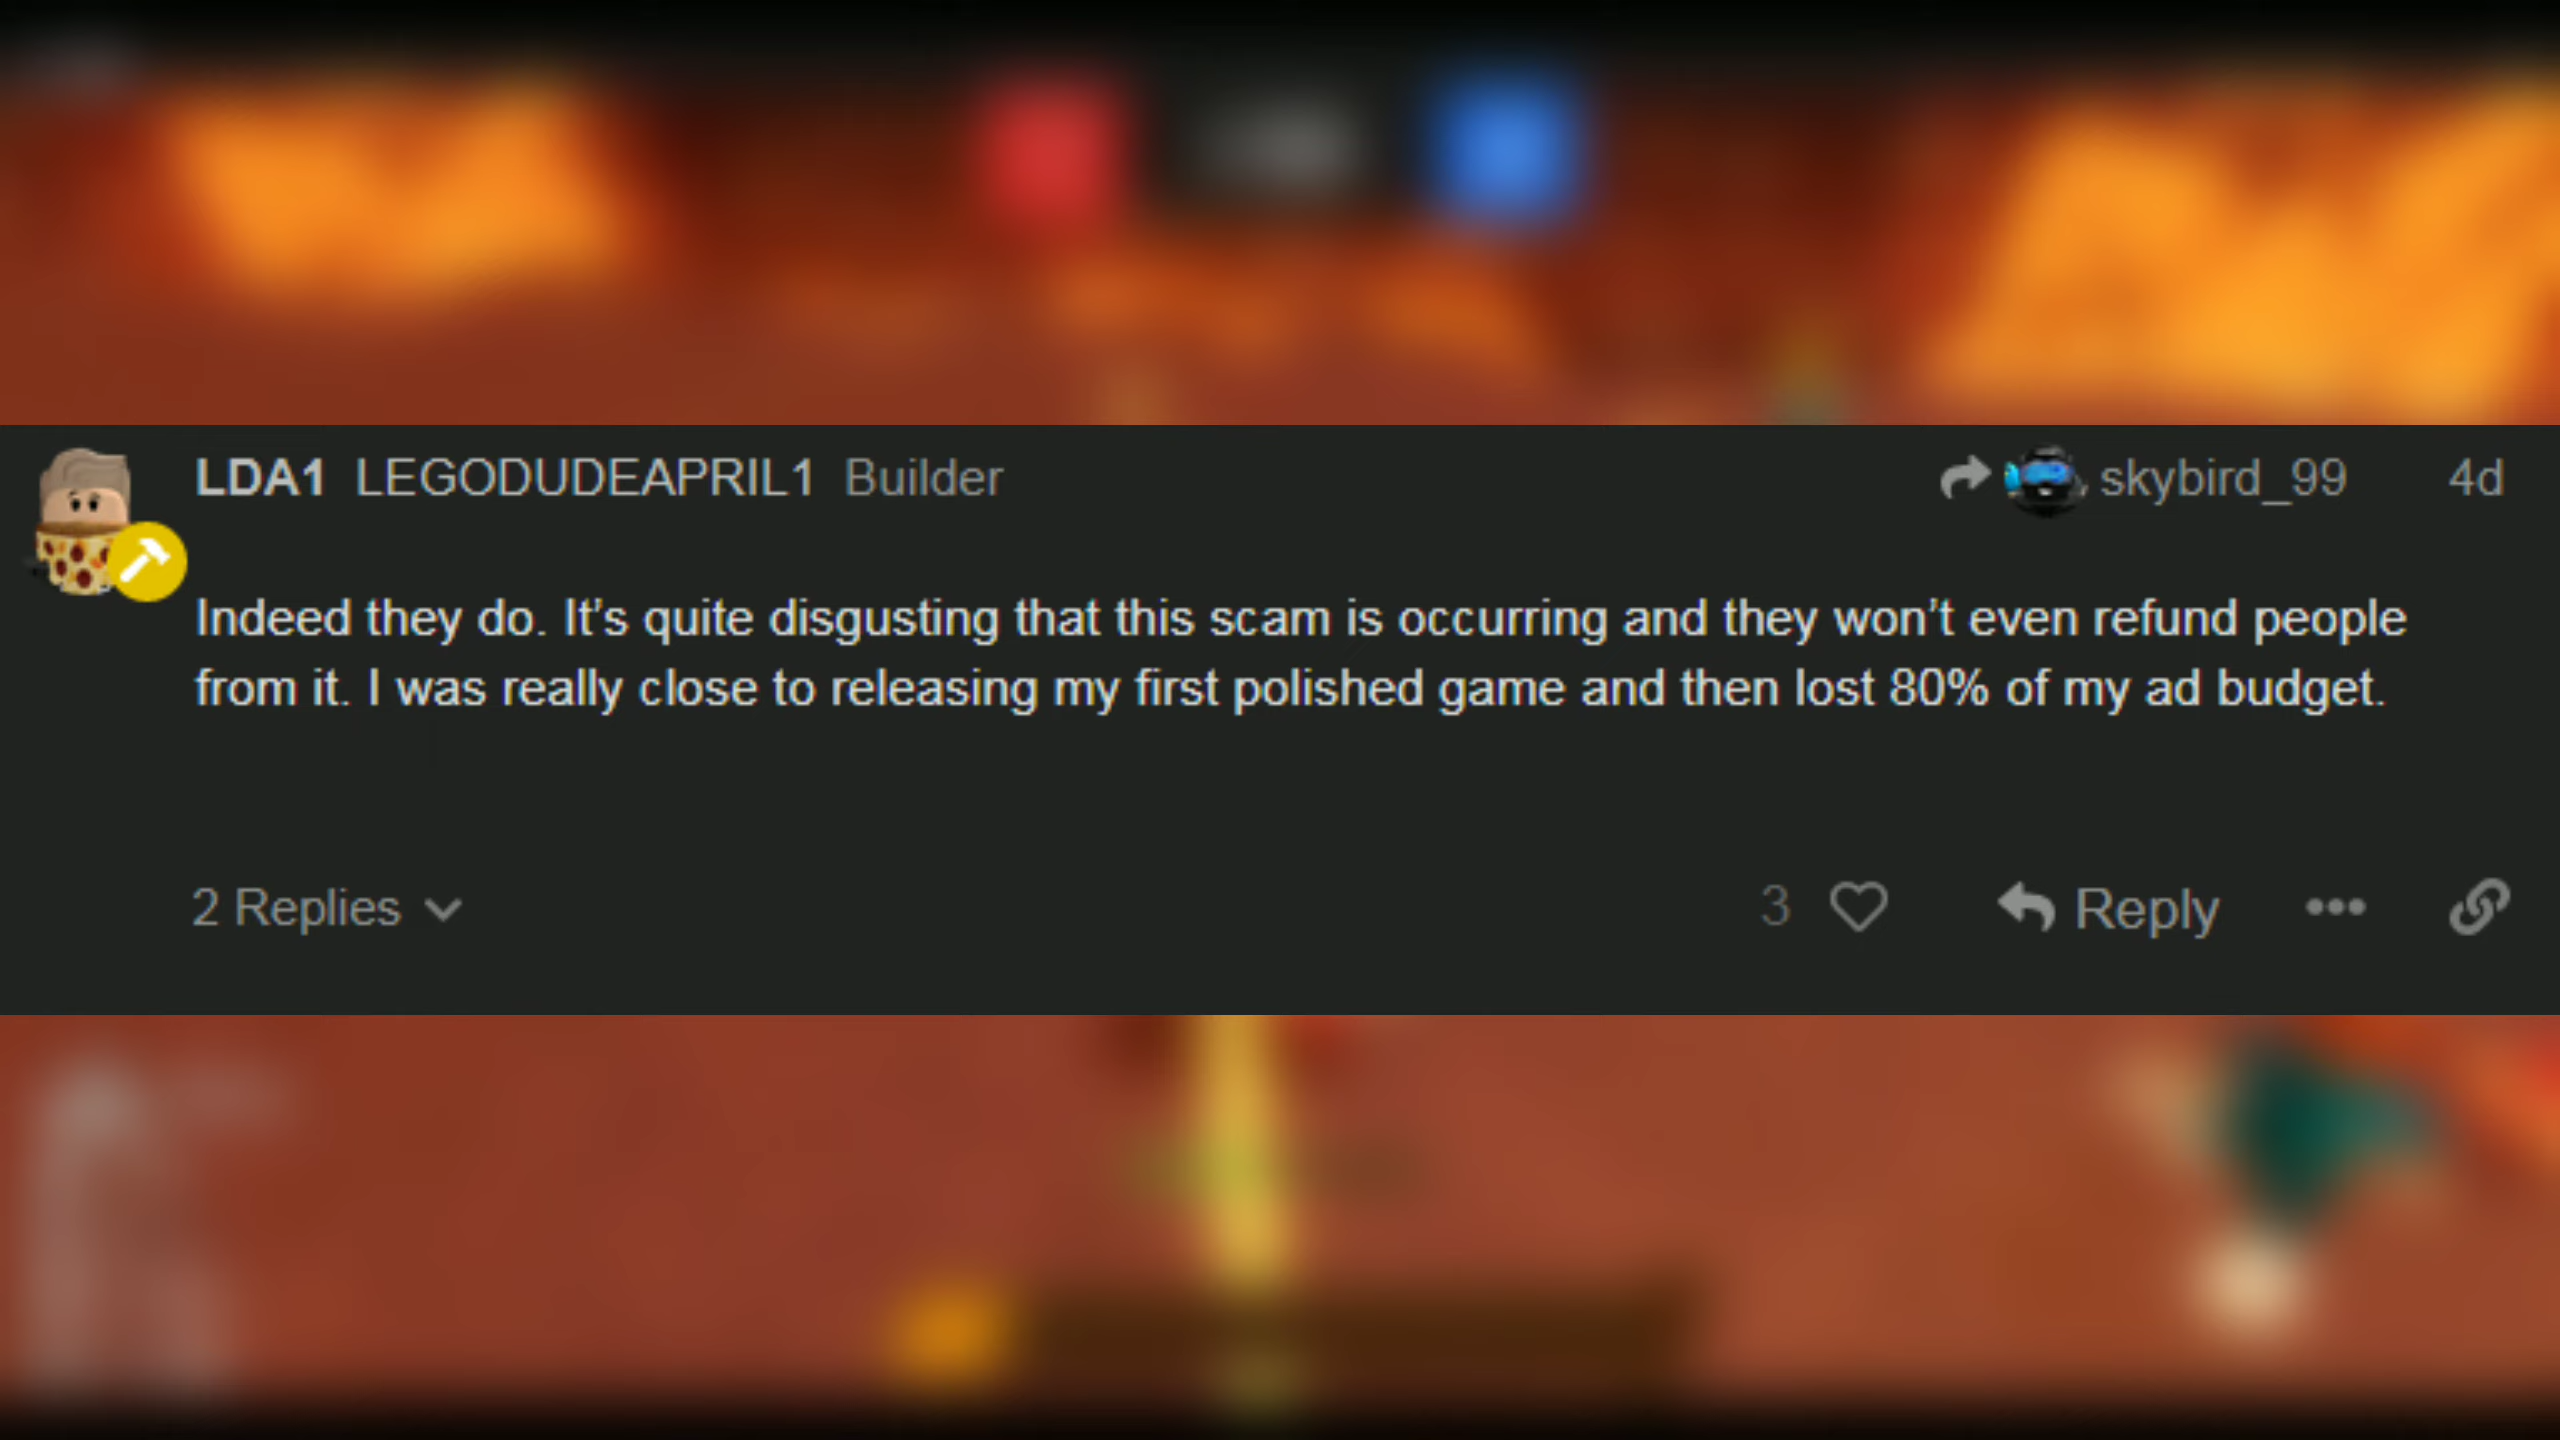 LDA1 LEGODUDEAPRIL1 Builder skybird_99 4d
Indeed they do. It’s quite disgusting that this scam is occurring and they won’t even refund people
from it. I was really close to releasing my first polished game and then lost 80% of my ad budget.
2 Replies 3 Reply